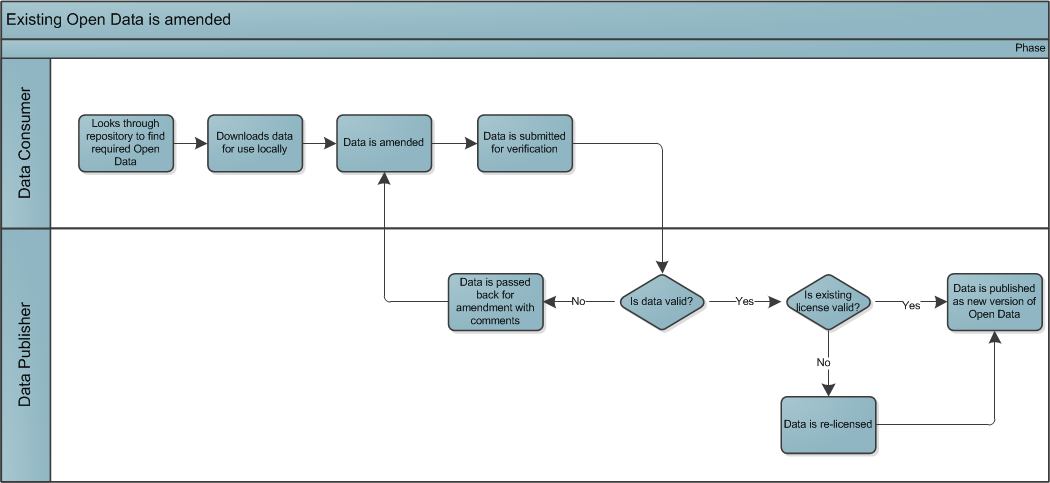 Existing Open Data is amended
Phase
Data Consumer
Looks through
repository to find
required Open
Data
Downloads data
for use locally
Data is amended
Data is submitted
for verification
Data Publisher
Data is passed
back for
amendment with
comments
No
Is data valid?
Yes
Is existing
license valid?
Yes
Data is published
as new version of
Open Data
No
Data is re-licensed